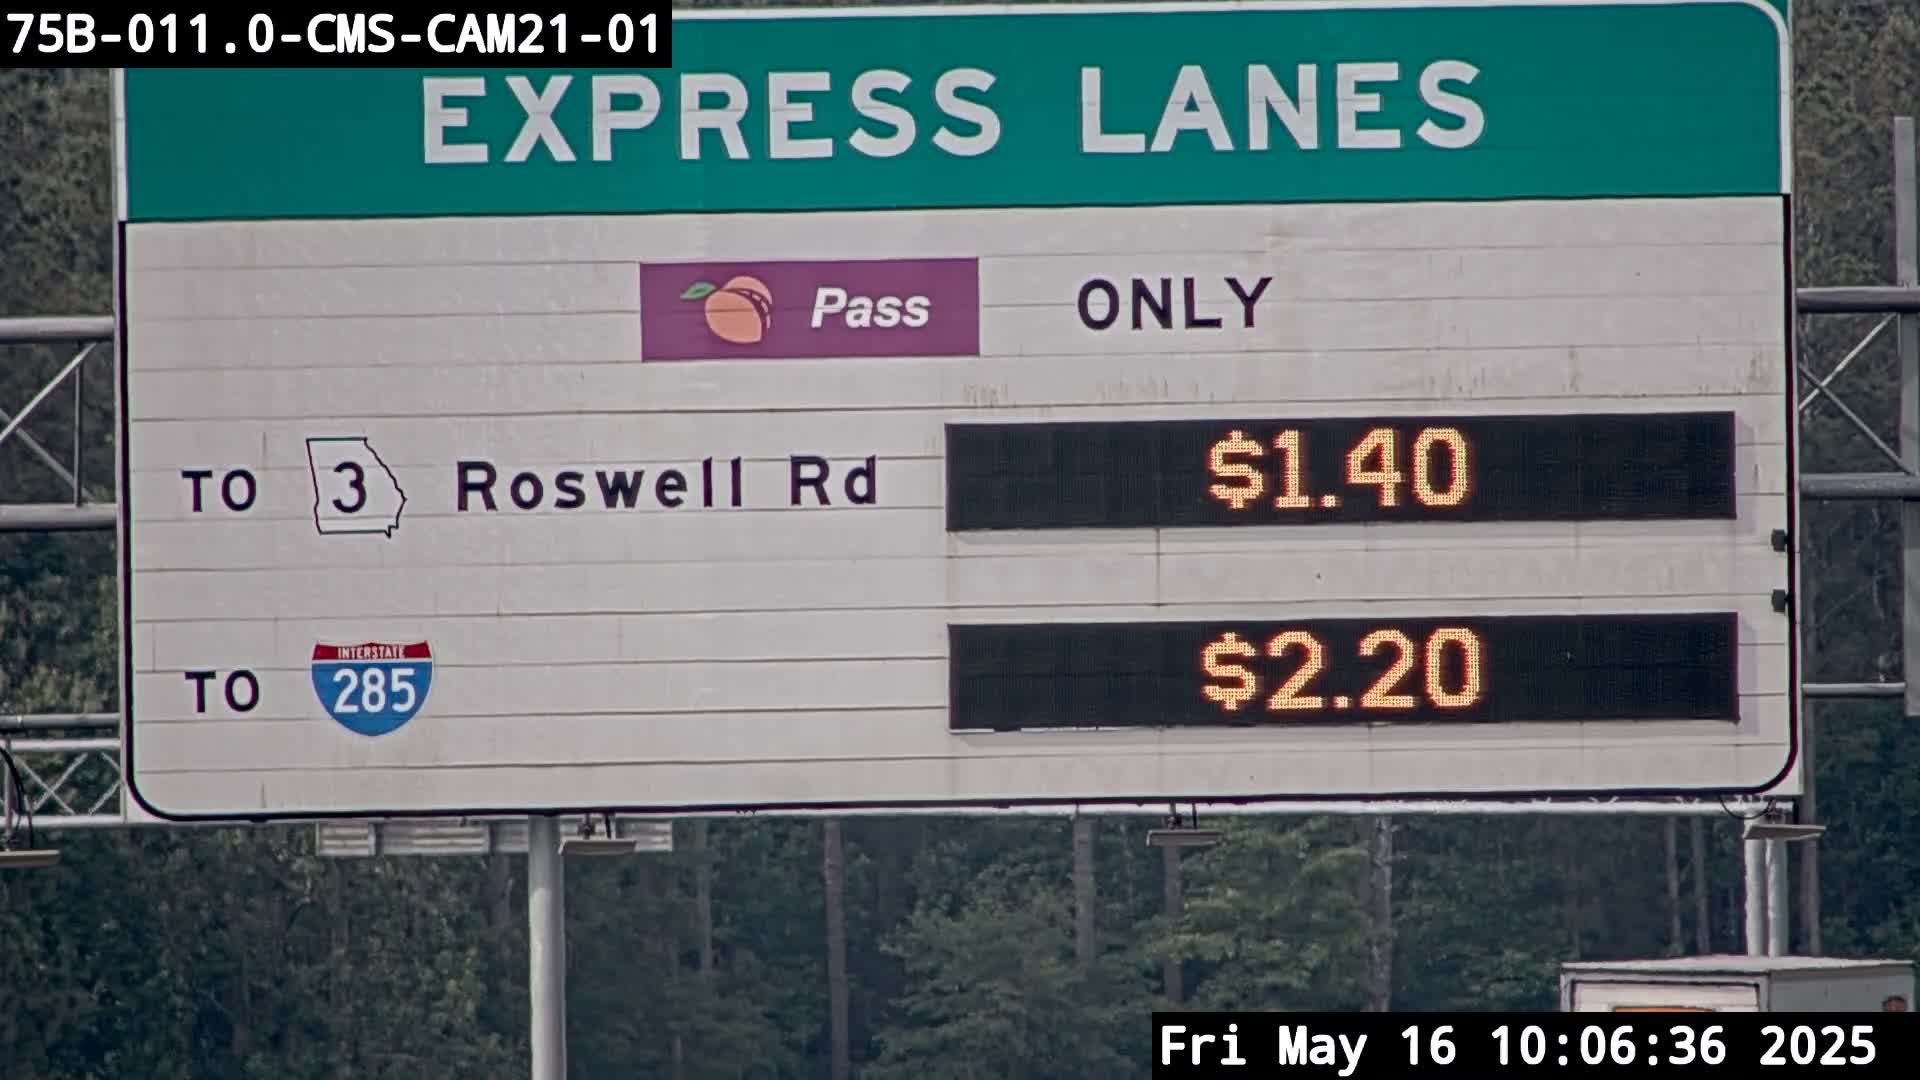 75B-011.0-CMS-CAM21-01
EXPRESS LANES
Pass ONLY
TO 3 Roswell Rd $1.40
TO INTERSTATE 285 $2.20
Fri May 16 10:06:36 2025